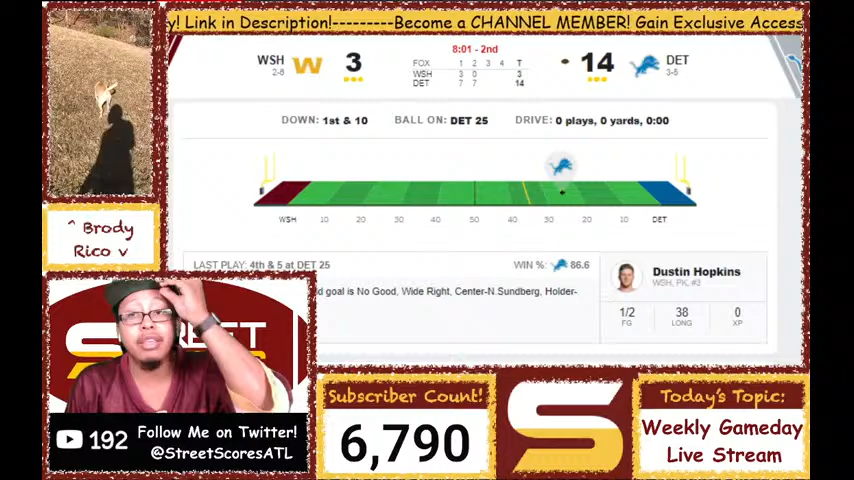 y! Link in Description!---------Become a CHANNEL MEMBER! Gain Exclusive Access
WSH
2-6
3
8:01 - 2nd
FOX 1 2 3 4 T
WSH 3 0 3
DET 7 7 14
14
DET
3-5
DOWN: 1st & 10
BALL ON: DET 25
DRIVE: 0 plays, 0 yards, 0:00
WSH 10 20 30 40 50 40 30 20 10 DET
^ Brody
Rico v
LAST PLAY: 4th & 5 at DET 25
WIN %: 86.6
d goal is No Good, Wide Right, Center-N.Sundberg, Holder-
Dustin Hopkins
WSH, PK, #3
1/2 38 0
FG LONG XP
STREET
192
Follow Me on Twitter!
@StreetScoresATL
Subscriber Count!
6,790
Today's Topic:
Weekly Gameday
Live Stream